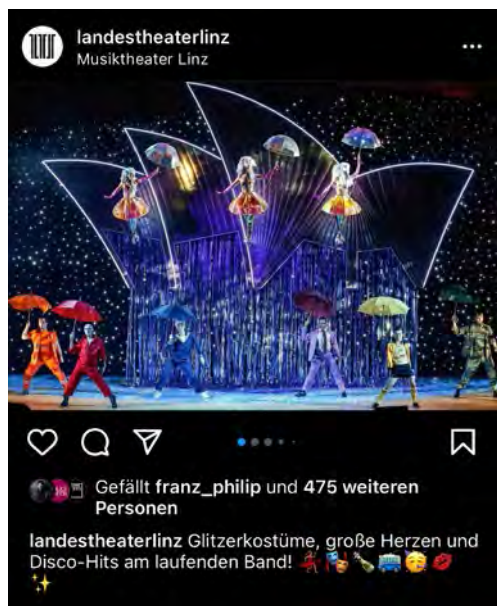 landestheaterlinz
Musiktheater Linz
Gefällt franz_philip und 475 weiteren
Personen
landestheaterlinz Glitzerkostüme, große Herzen und
Disco-Hits am laufenden Band! 💃🎭🍾🚌🥳💋
✨